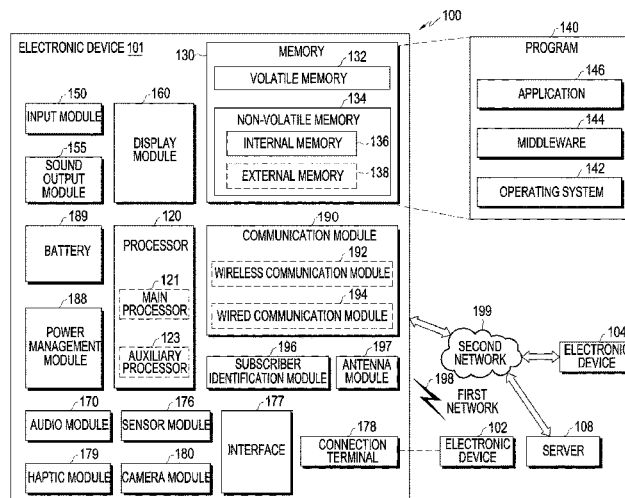 100
ELECTRONIC DEVICE 101
130
MEMORY
132
VOLATILE MEMORY
134
NON-VOLATILE MEMORY
INTERNAL MEMORY
136
EXTERNAL MEMORY
138
140
PROGRAM
146
APPLICATION
144
MIDDLEWARE
142
OPERATING SYSTEM
150
INPUT MODULE
160
DISPLAY
MODULE
155
SOUND
OUTPUT
MODULE
189
BATTERY
120
PROCESSOR
121
MAIN
PROCESSOR
123
AUXILIARY
PROCESSOR
190
COMMUNICATION MODULE
192
WIRELESS COMMUNICATION MODULE
194
WIRED COMMUNICATION MODULE
188
POWER
MANAGEMENT
MODULE
196
SUBSCRIBER
IDENTIFICATION MODULE
197
ANTENNA
MODULE
199
SECOND
NETWORK
104
ELECTRONIC
DEVICE
198
FIRST
NETWORK
170
AUDIO MODULE
176
SENSOR MODULE
177
INTERFACE
178
CONNECTION
TERMINAL
102
ELECTRONIC
DEVICE
108
SERVER
179
HAPTIC MODULE
180
CAMERA MODULE